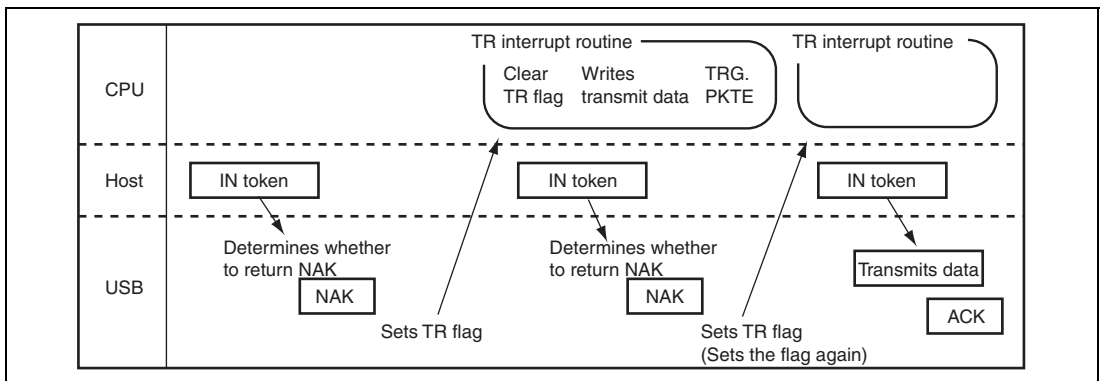 CPU
TR interrupt routine
Clear Writes TRG.
TR flag transmit data PKTE
TR interrupt routine
Host
IN token
IN token
IN token
USB
Determines whether
to return NAK
NAK
Sets TR flag
Determines whether
to return NAK
NAK
Sets TR flag
(Sets the flag again)
Transmits data
ACK